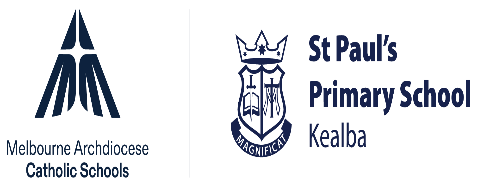 Melbourne Archdiocese
Catholic Schools
MAGNIFICAT
St Paul's
Primary School
Kealba